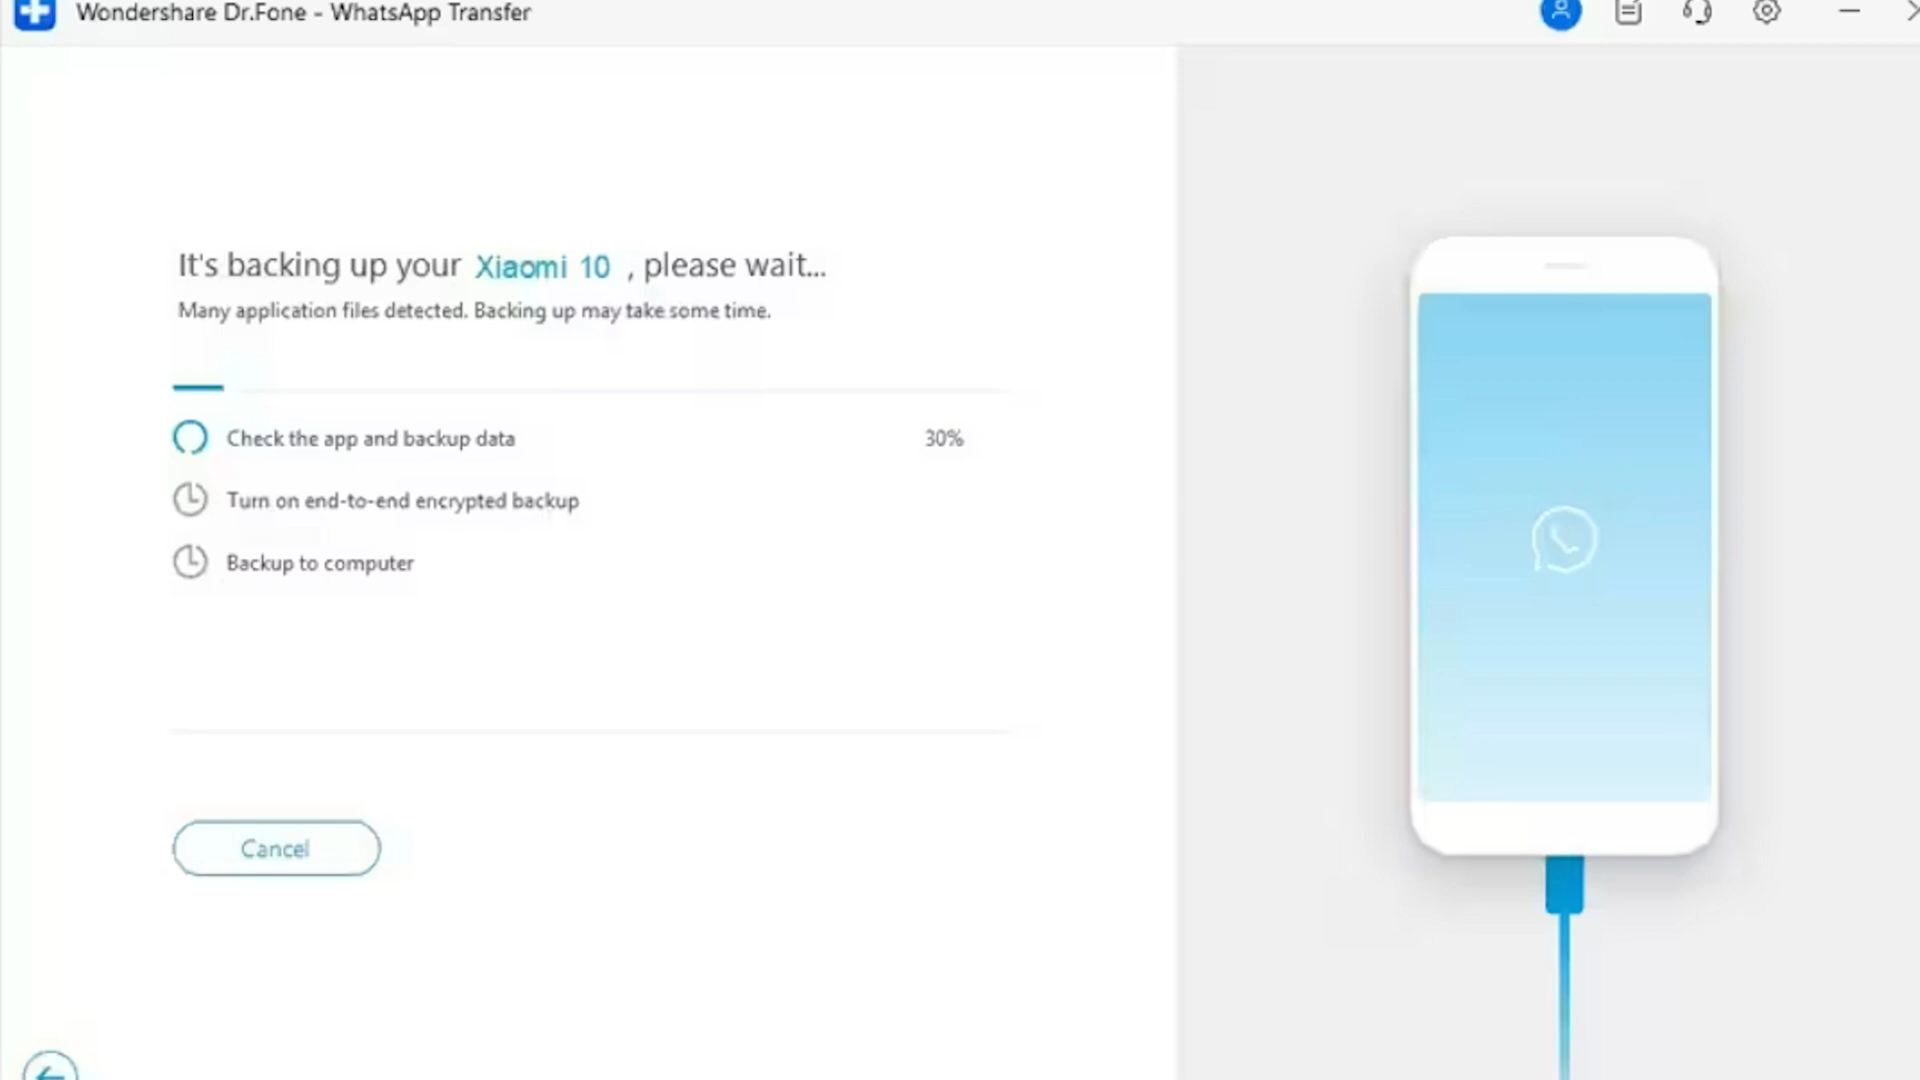 Wondershare Dr.Fone - WhatsApp Transfer
It's backing up your Xiaomi 10 , please wait...
Many application files detected. Backing up may take some time.
Check the app and backup data 30%
Turn on end-to-end encrypted backup
Backup to computer
Cancel